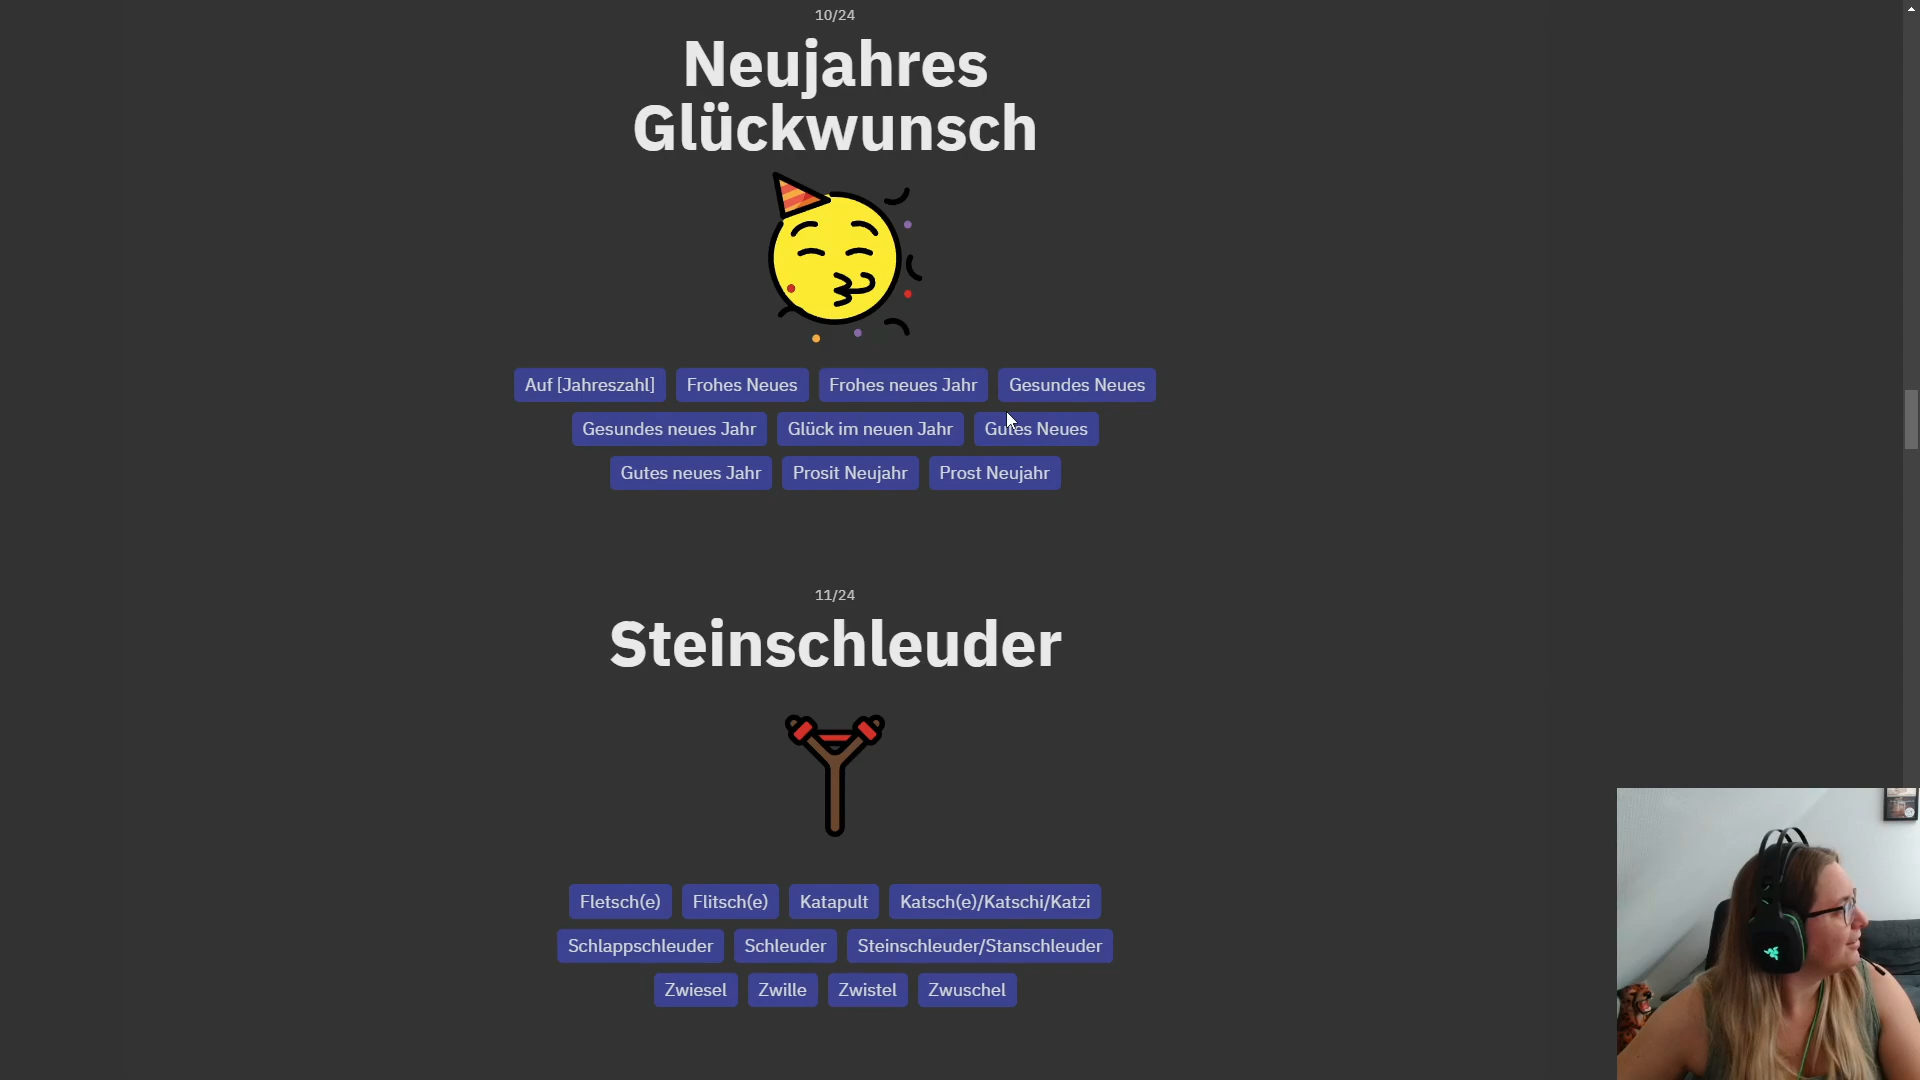 10/24
Neujahres
Glückwunsch
Auf [Jahreszahl] Frohes Neues Frohes neues Jahr Gesundes Neues
Gesundes neues Jahr Glück im neuen Jahr Gutes Neues
Gutes neues Jahr Prosit Neujahr Prost Neujahr
11/24
Steinschleuder
Fletsch(e) Flitsch(e) Katapult Katsch(e)/Katschi/Katzi
Schlappschleuder Schleuder Steinschleuder/Stanschleuder
Zwiesel Zwille Zwistel Zwuschel